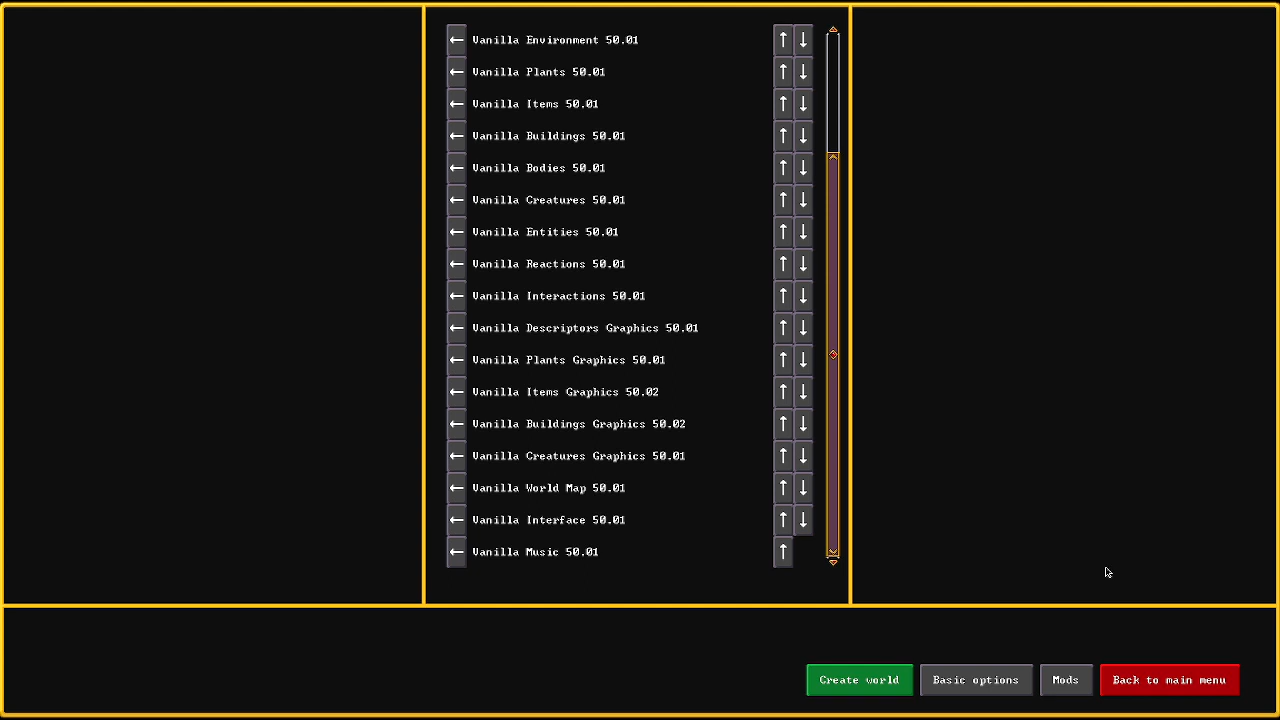 Vanilla Environment 50.01
Vanilla Plants 50.01
Vanilla Items 50.01
Vanilla Buildings 50.01
Vanilla Bodies 50.01
Vanilla Creatures 50.01
Vanilla Entities 50.01
Vanilla Reactions 50.01
Vanilla Interactions 50.01
Vanilla Descriptors Graphics 50.01
Vanilla Plants Graphics 50.01
Vanilla Items Graphics 50.02
Vanilla Buildings Graphics 50.02
Vanilla Creatures Graphics 50.01
Vanilla World Map 50.01
Vanilla Interface 50.01
Vanilla Music 50.01
Create world Basic options Mods Back to main menu